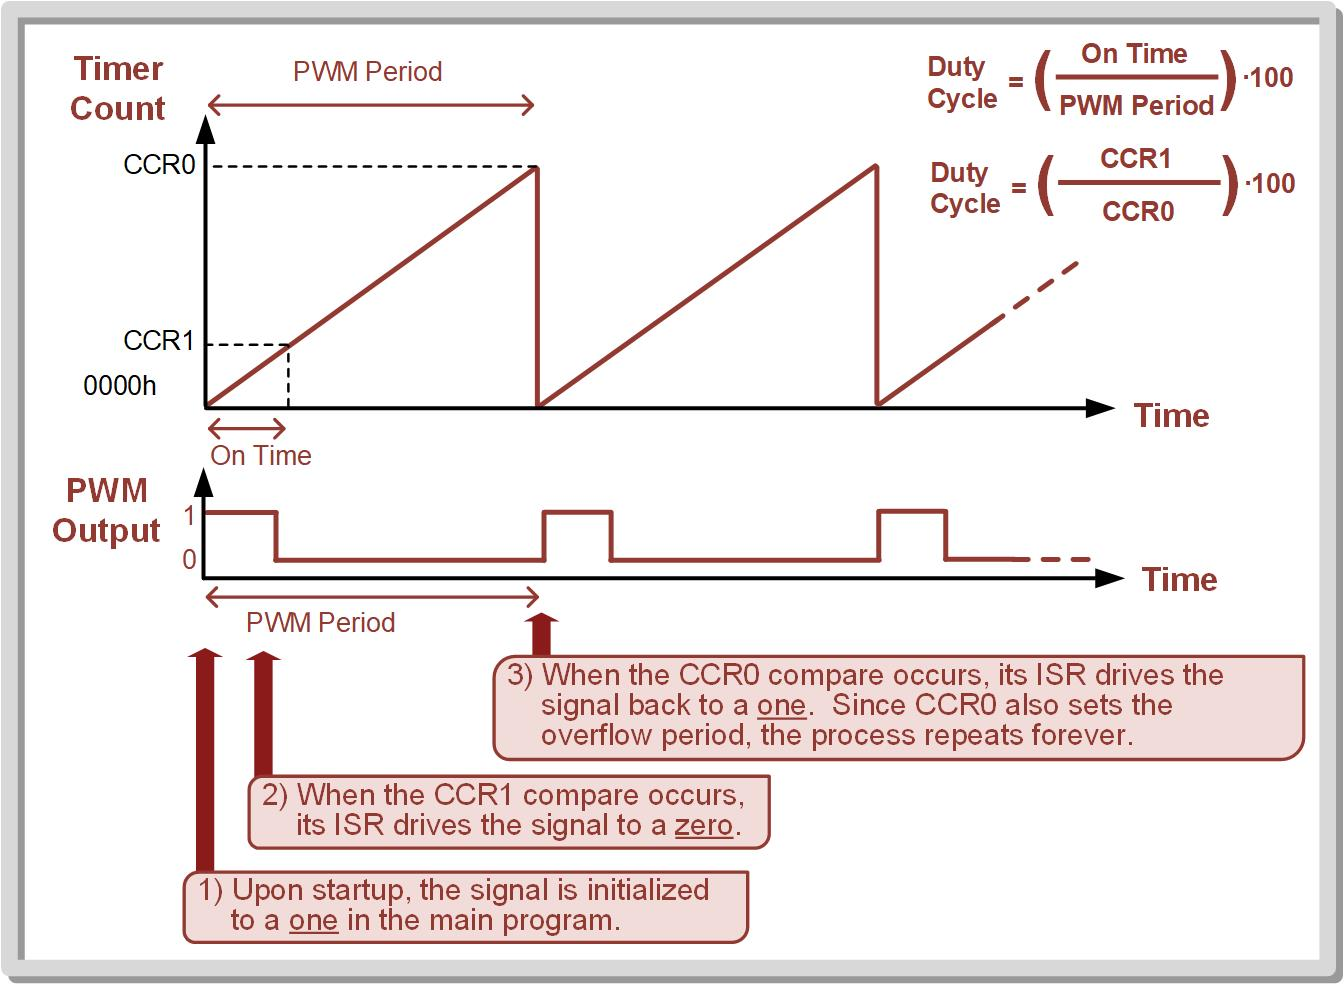 Timer
Count
PWM Period
CCR0
CCR1
0000h
On Time
Time
Duty
Cycle = ( On Time / PWM Period ) ·100
Duty
Cycle = ( CCR1 / CCR0 ) ·100
PWM
Output
1
0
Time
PWM Period
3) When the CCR0 compare occurs, its ISR drives the
signal back to a one. Since CCR0 also sets the
overflow period, the process repeats forever.
2) When the CCR1 compare occurs,
its ISR drives the signal to a zero.
1) Upon startup, the signal is initialized
to a one in the main program.